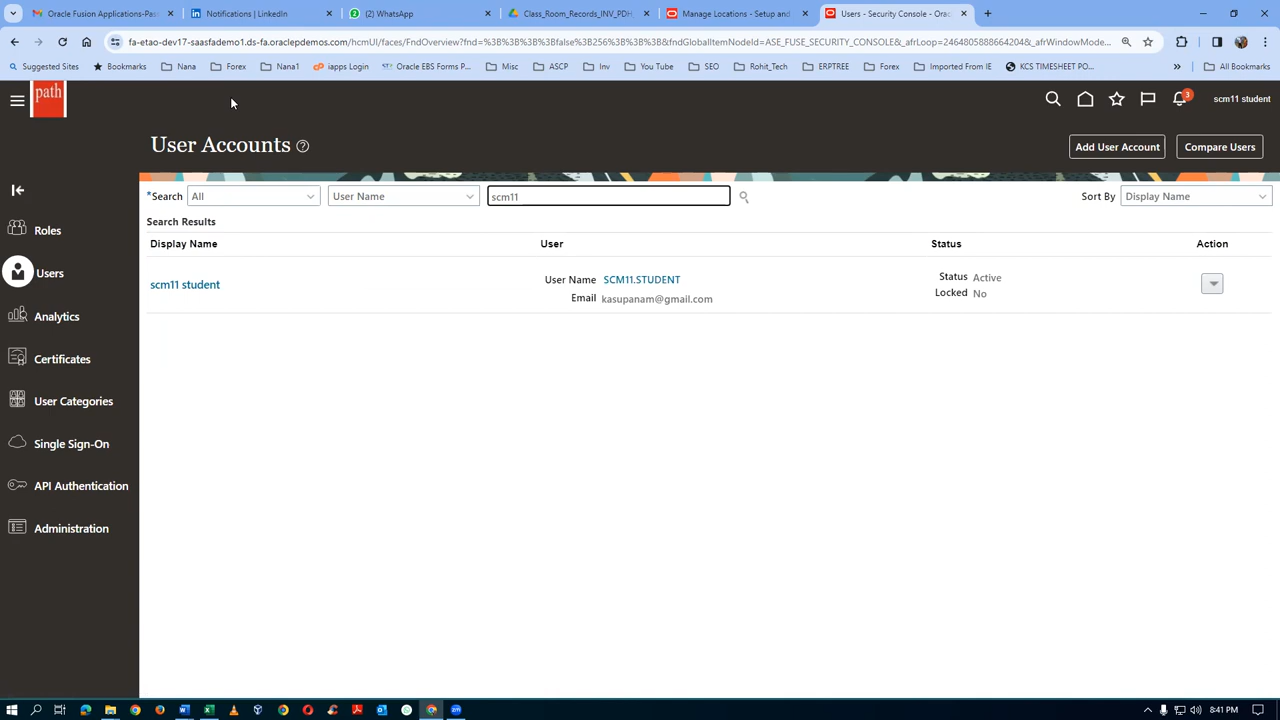 Oracle Fusion Applications-Pas
Notifications | LinkedIn
(2) WhatsApp
Class_Room_Records_INV_PDH
Manage Locations - Setup and
Users - Security Console - Orac
fa-etao-dev17-saasfademo1.ds-fa.oraclepdemos.com/hcmUI/faces/FndOverview?fnd=%3B%3B%3B%3Bfalse%3B256%3B%3B%3B&fndGlobalItemNodeId=ASE_FUSE_SECURITY_CONSOLE&_afrLoop=24648058886642​04&_afrWindowMode...
Suggested Sites
Bookmarks
Nana
Forex
Nana1
iapps Login
Oracle EBS Forms P...
Misc
ASCP
Inv
You Tube
SEO
Rohit_Tech
ERPTREE
Forex
Imported From IE
KCS TIMESHEET PO...
»
All Bookmarks
path
3
scm11 student
User Accounts ?
Add User Account
Compare Users
*Search All
User Name
scm11
Sort By Display Name
Search Results
Display Name User Status Action
scm11 student
User Name SCM11.STUDENT
Email kasupanam@gmail.com
Status Active
Locked No
Roles
Users
Analytics
Certificates
User Categories
Single Sign-On
API Authentication
Administration
8:41 PM